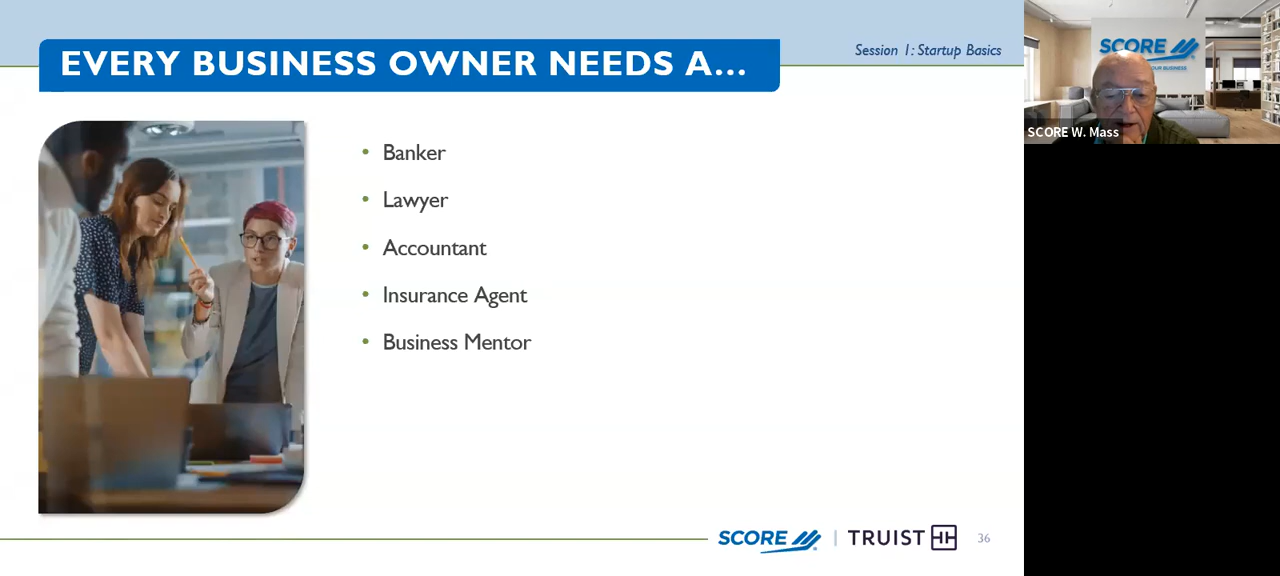 EVERY BUSINESS OWNER NEEDS A...
Session 1: Startup Basics
• Banker
• Lawyer
• Accountant
• Insurance Agent
• Business Mentor
SCORE | TRUIST
36
SCORE
SCORE W. Mass